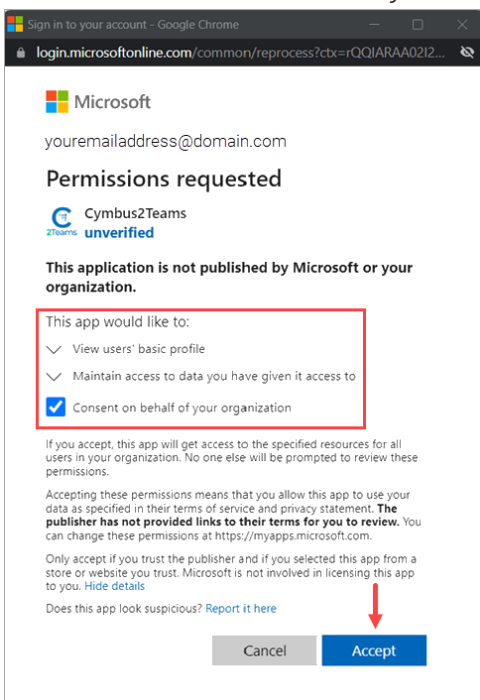 Sign in to your account - Google Chrome
login.microsoftonline.com/common/reprocess?ctx=rQQIARAA02I2...
Microsoft
youremailaddress@domain.com
Permissions requested
Cymbus2Teams
2Teams unverified
This application is not published by Microsoft or your
organization.
This app would like to:
View users' basic profile
Maintain access to data you have given it access to
Consent on behalf of your organization
If you accept, this app will get access to the specified resources for all
users in your organization. No one else will be prompted to review these
permissions.
Accepting these permissions means that you allow this app to use your
data as specified in their terms of service and privacy statement. The
publisher has not provided links to their terms for you to review. You
can change these permissions at https://myapps.microsoft.com.
Only accept if you trust the publisher and if you selected this app from a
store or website you trust. Microsoft is not involved in licensing this app
to you. Hide details
Does this app look suspicious? Report it here
Cancel Accept